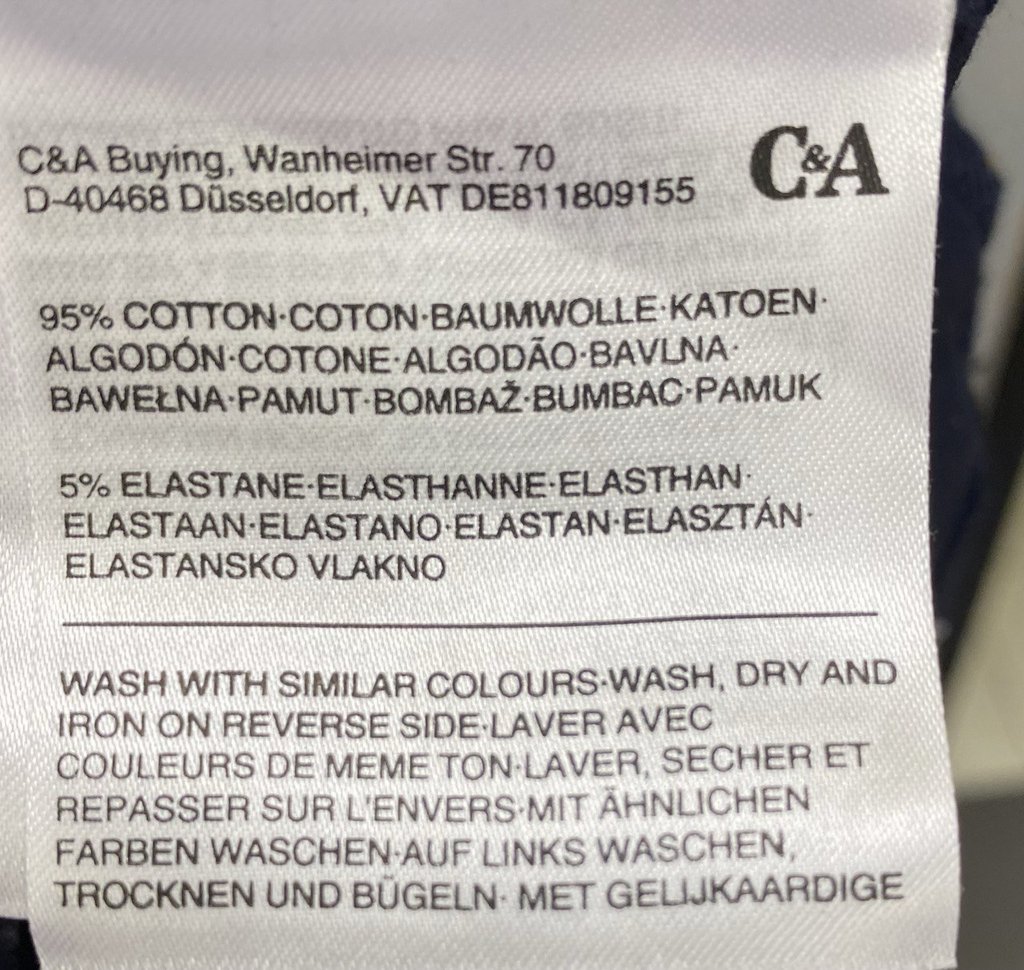 C&A Buying, Wanheimer Str. 70
D-40468 Düsseldorf, VAT DE811809155
C&A
95% COTTON·COTON·BAUMWOLLE·KATOEN·
ALGODÓN·COTONE·ALGODÃO·BAVLNA·
BAWEŁNA·PAMUT·BOMBAŽ·BUMBAC·PAMUK
5% ELASTANE·ELASTHANNE·ELASTHAN·
ELASTAAN·ELASTANO·ELASTAN·ELASZTÁN·
ELASTANSKO VLAKNO
WASH WITH SIMILAR COLOURS·WASH, DRY AND
IRON ON REVERSE SIDE·LAVER AVEC
COULEURS DE MEME TON·LAVER, SECHER ET
REPASSER SUR L'ENVERS·MIT ÄHNLICHEN
FARBEN WASCHEN·AUF LINKS WASCHEN,
TROCKNEN UND BÜGELN· MET GELIJKAARDIGE